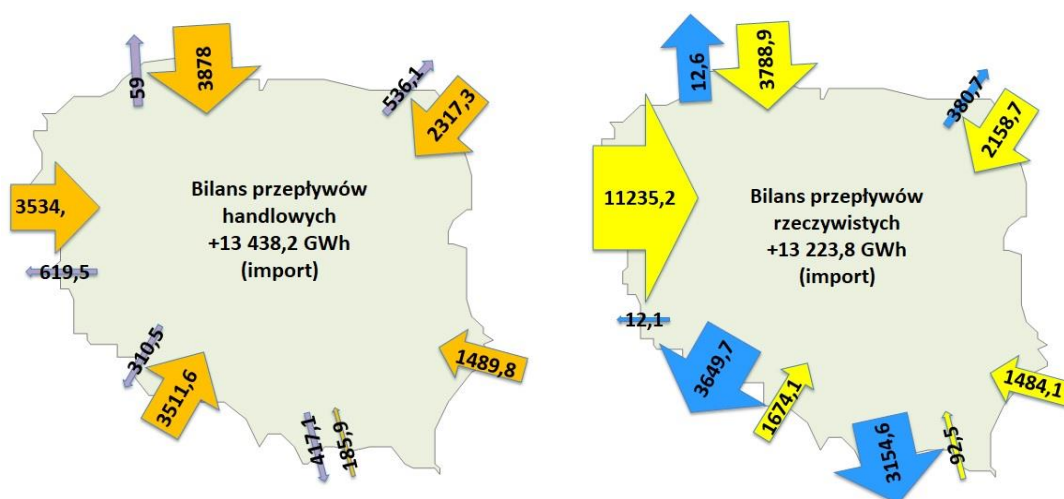 59
3878
536,1
2317,3
3534,
Bilans przepływów
handlowych
+13 438,2 GWh
(import)
619,5
310,5
3511,6
1489,8
417,1
185,9
12,6
3788,9
380,7
2158,7
11235,2
Bilans przepływów
rzeczywistych
+13 223,8 GWh
(import)
12,1
3649,7
1674,1
1484,1
3154,6
92,5